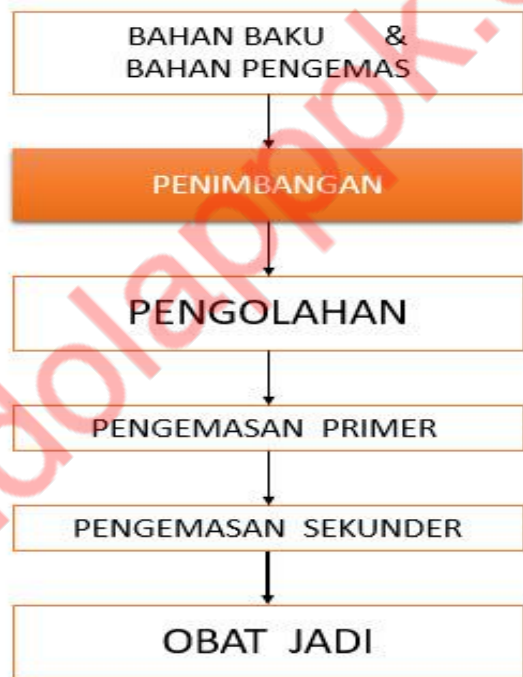 BAHAN BAKU &
BAHAN PENGEMAS
PENIMBANGAN
PENGOLAHAN
PENGEMASAN PRIMER
PENGEMASAN SEKUNDER
OBAT JADI